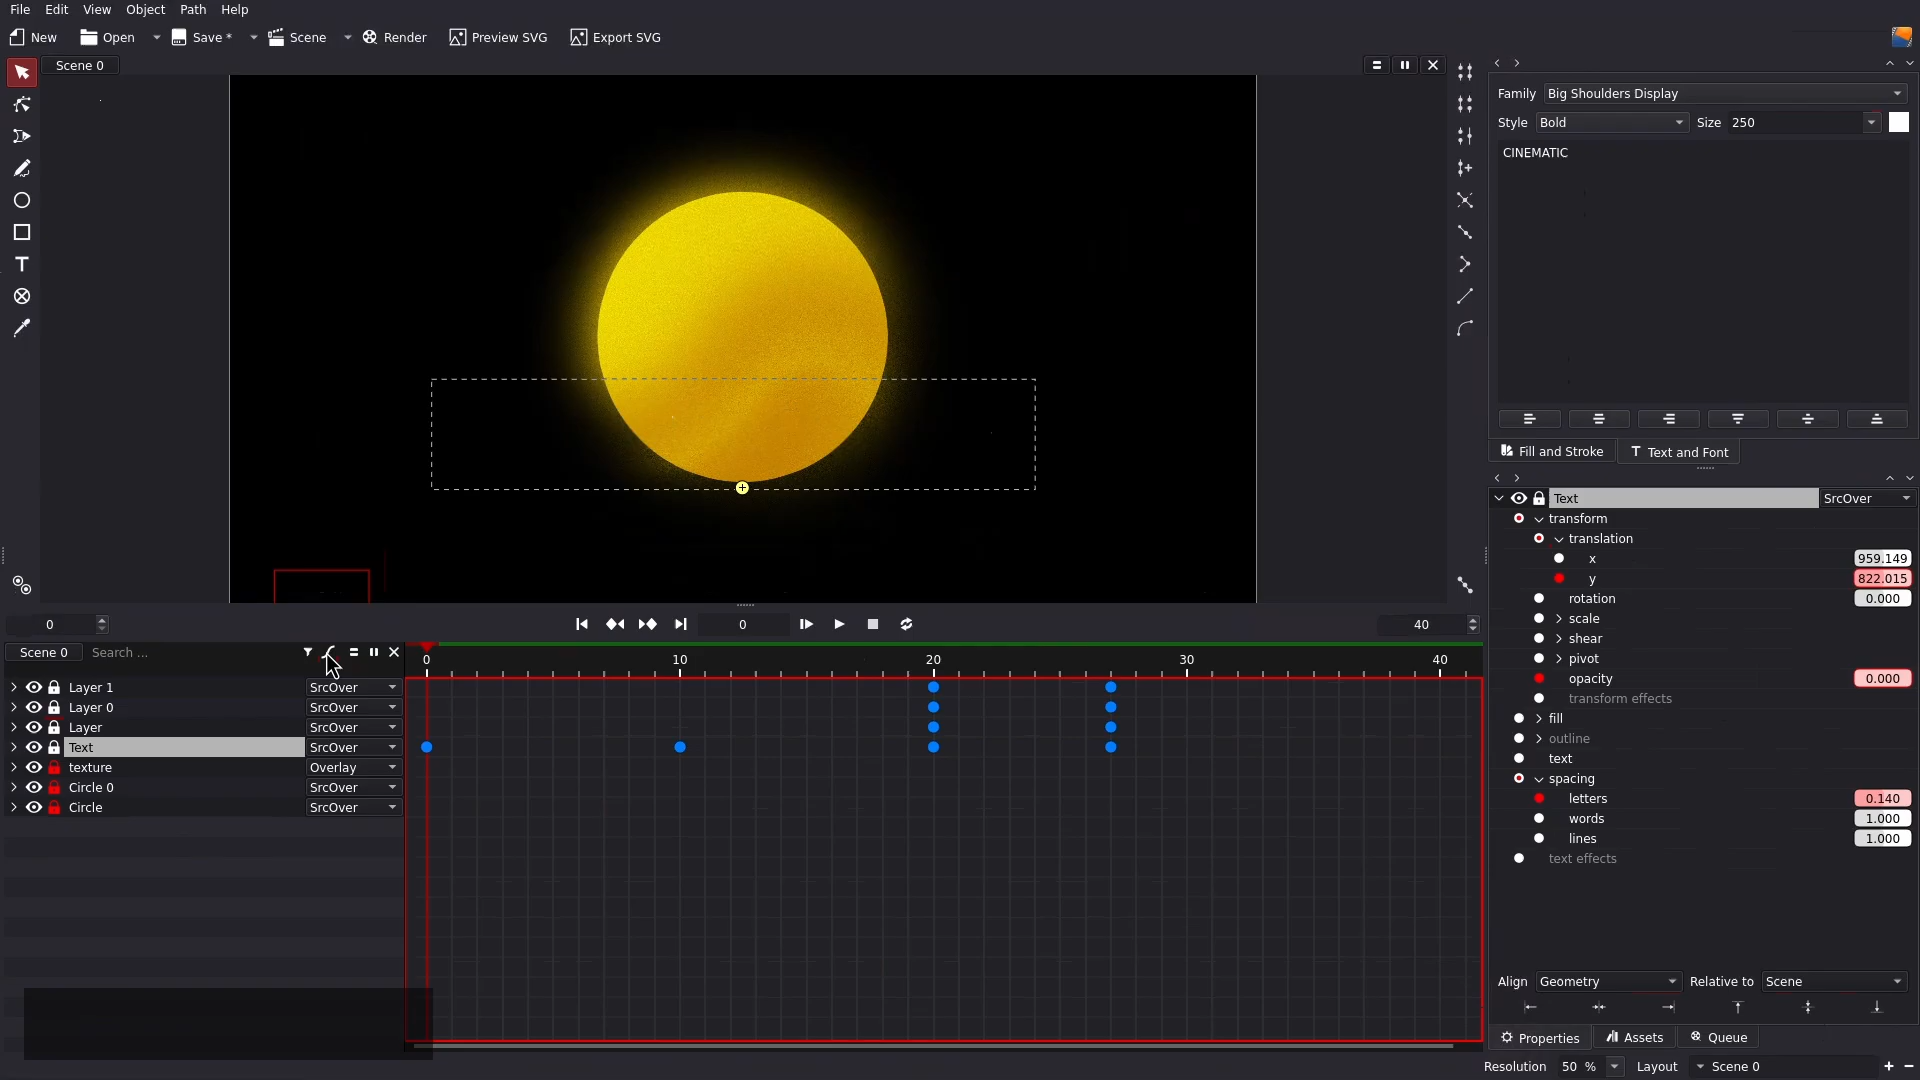 File Edit View Object Path Help
New Open Save * Scene Render Preview SVG Export SVG
Scene 0
Family Big Shoulders Display
Style Bold Size 250
CINEMATIC
Fill and Stroke Text and Font
Text SrcOver
transform
translation
x 959.149
y 822.015
rotation 0.000
scale
shear
pivot
opacity 0.000
transform effects
fill
outline
text
spacing
letters 0.140
words 1.000
lines 1.000
text effects
0 0 40
Scene 0 Search ... 0 10 20 30 40
Layer 1 SrcOver
Layer 0 SrcOver
Layer SrcOver
Text SrcOver
texture Overlay
Circle 0 SrcOver
Circle SrcOver
Align Geometry Relative to Scene
Properties Assets Queue
Resolution 50 % Layout Scene 0